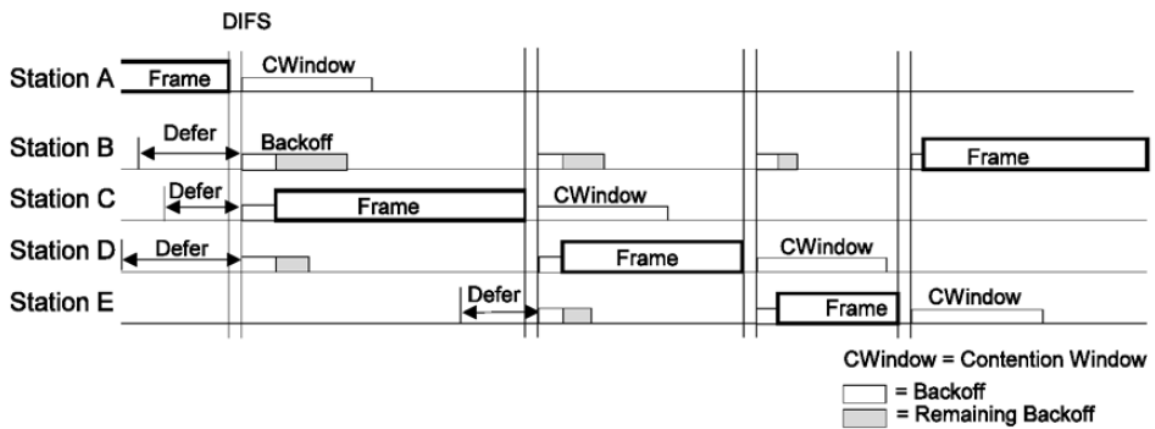 DIFS
Station A Frame CWindow
Station B Defer Backoff Frame
Station C Defer Frame CWindow
Station D Defer Frame CWindow
Station E Defer Frame CWindow
CWindow = Contention Window
= Backoff
= Remaining Backoff